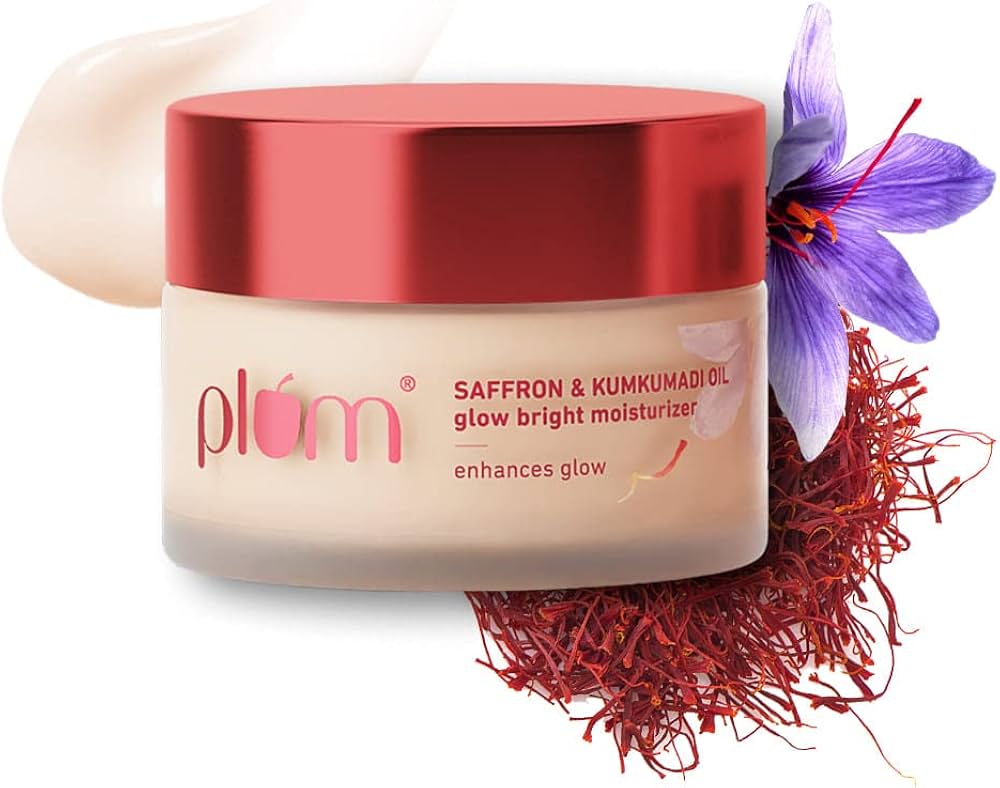 plum®
SAFFRON & KUMKUMADI OIL
glow bright moisturizer
enhances glow